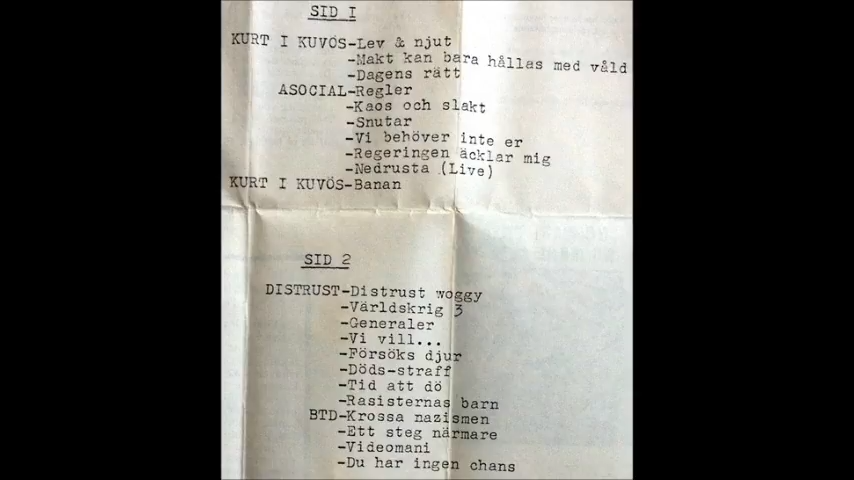 SID I
KURT I KUVÖS-Lev & njut
-Makt kan bara hållas med våld
-Dagens rätt
ASOCIAL-Regler
-Kaos och slakt
-Snutar
-Vi behöver inte er
-Regeringen äcklar mig
-Nedrusta (Live)
KURT I KUVÖS-Banan
SID 2
DISTRUST-Distrust woggy
-Världskrig 3
-Generaler
-Vi vill...
-Försöks djur
-Döds-straff
-Tid att dö
-Rasisternas barn
BTD-Krossa nazismen
-Ett steg närmare
-Videomani
-Du har ingen chans